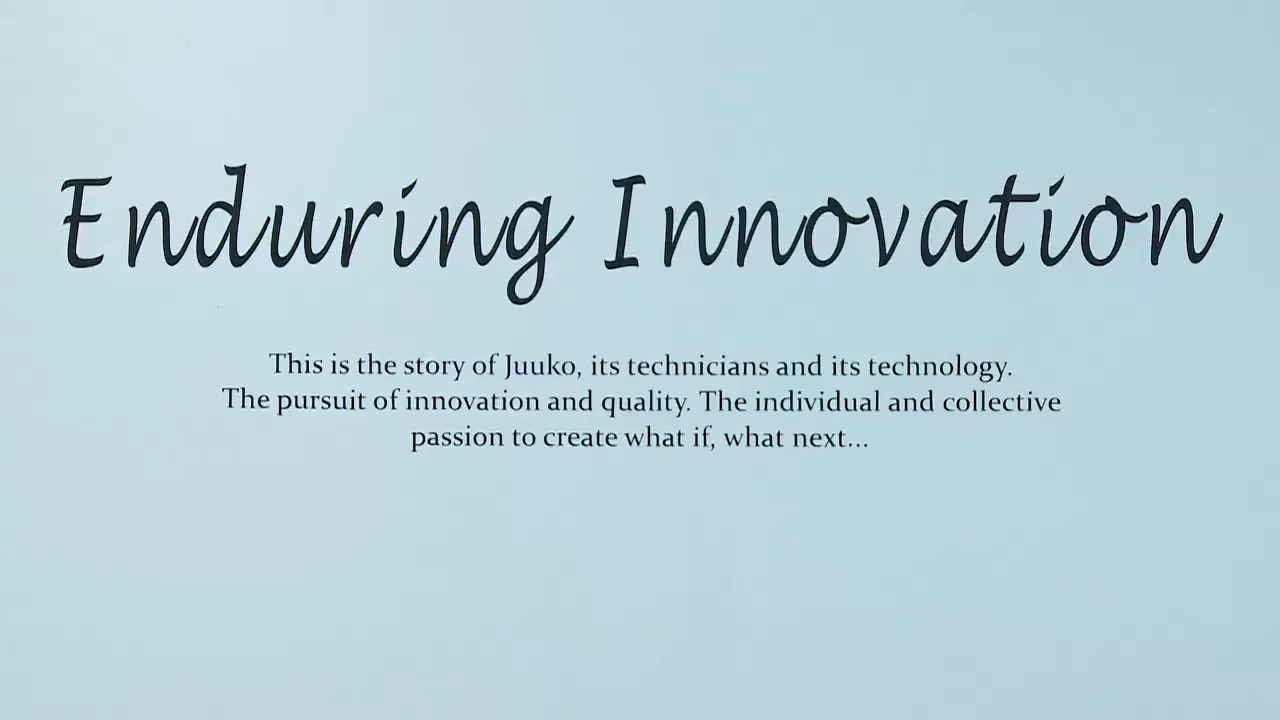 Enduring Innovation
This is the story of Juuko, its technicians and its technology.
The pursuit of innovation and quality. The individual and collective
passion to create what if, what next...